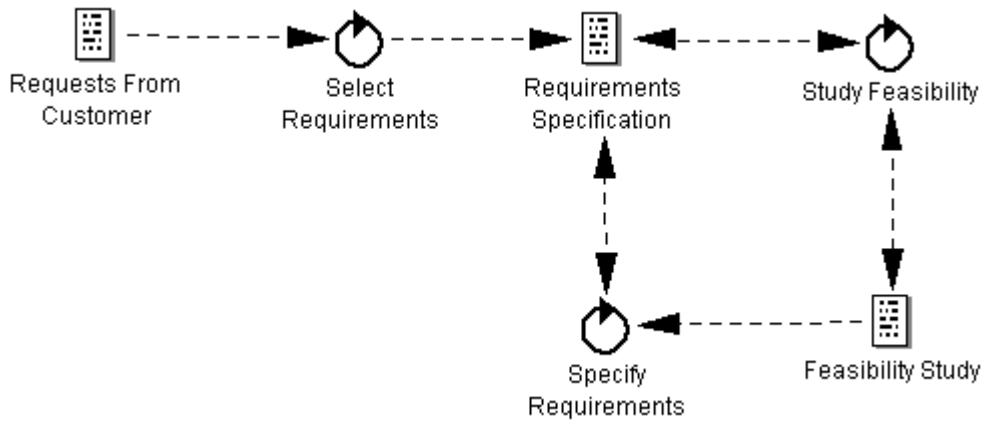 Requests From
Customer
Select
Requirements
Requirements
Specification
Study Feasibility
Specify
Requirements
Feasibility Study